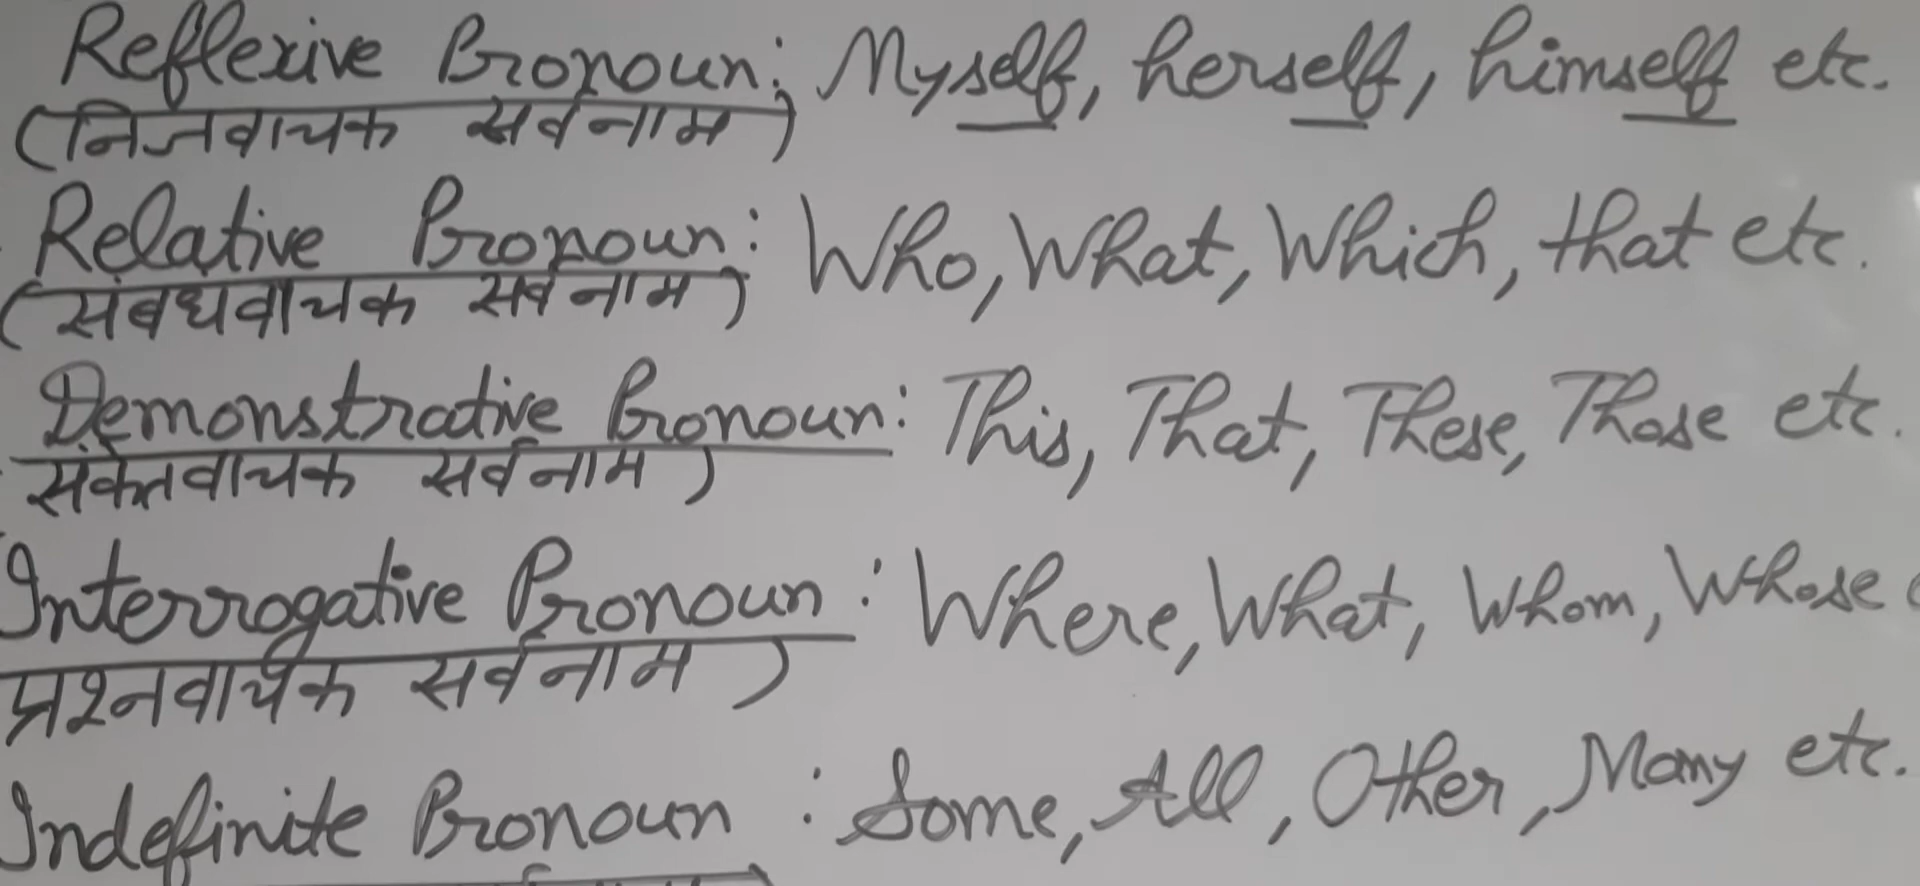 Reflexive Pronoun: Myself, herself, himself etc.
(निजवाचक सर्वनाम)
Relative Pronoun: Who, What, Which, that etc.
(संबधवाचक सर्वनाम)
Demonstrative Pronoun: This, That, These, Those etc.
संकेतवाचक सर्वनाम)
Interrogative Pronoun: Where, What, Whom, Whose
प्रश्नवाचक सर्वनाम)
Indefinite Pronoun: Some, All, Other, Many etc.